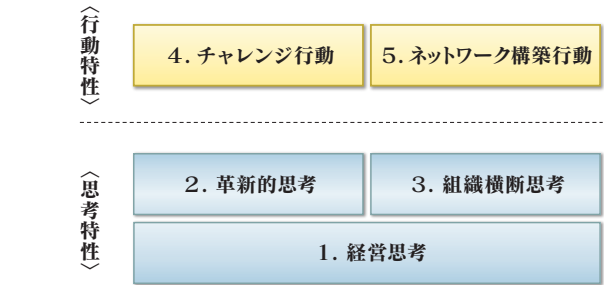 〈行動特性〉
4. チャレンジ行動
5. ネットワーク構築行動
〈思考特性〉
2. 革新的思考
3. 組織横断思考
1. 経営思考